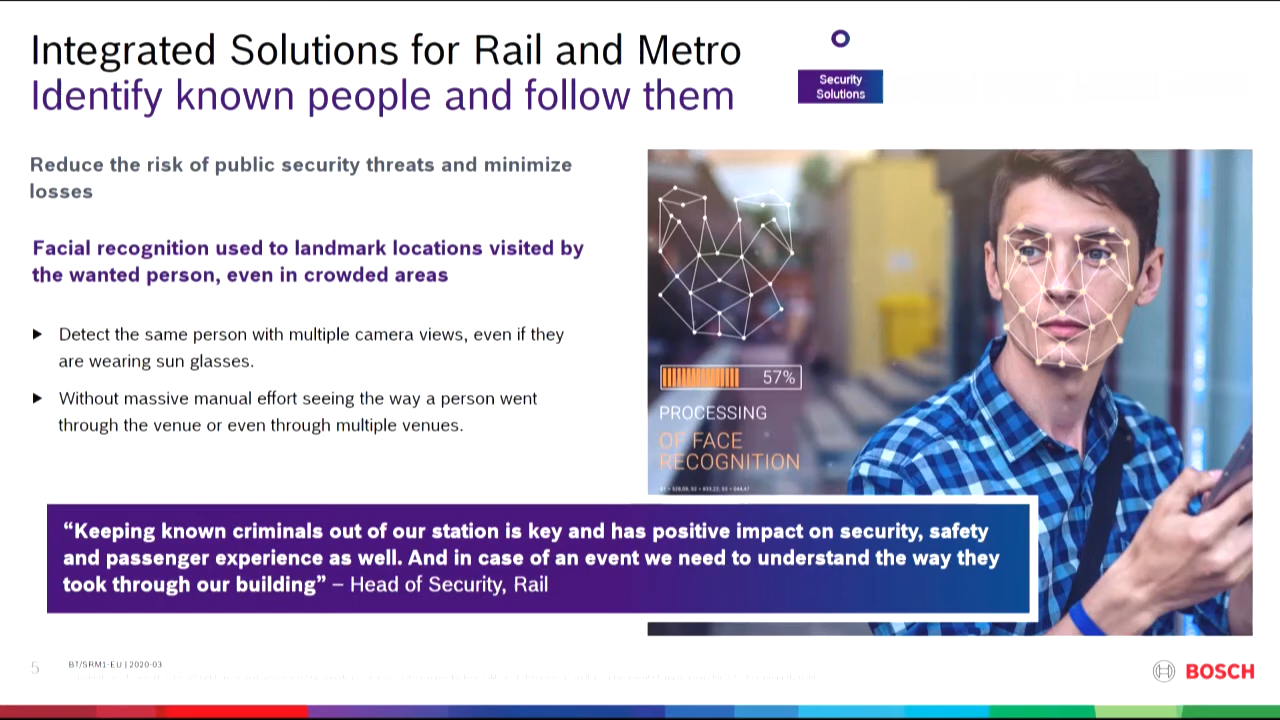 Integrated Solutions for Rail and Metro
Identify known people and follow them
Security
Solutions
Reduce the risk of public security threats and minimize
losses
Facial recognition used to landmark locations visited by
the wanted person, even in crowded areas
Detect the same person with multiple camera views, even if they
are wearing sun glasses.
Without massive manual effort seeing the way a person went
through the venue or even through multiple venues.
57%
PROCESSING
OF FACE
RECOGNITION
“Keeping known criminals out of our station is key and has positive impact on security, safety
and passenger experience as well. And in case of an event we need to understand the way they
took through our building” – Head of Security, Rail
5
BT/SRM1-EU | 2020-03
BOSCH